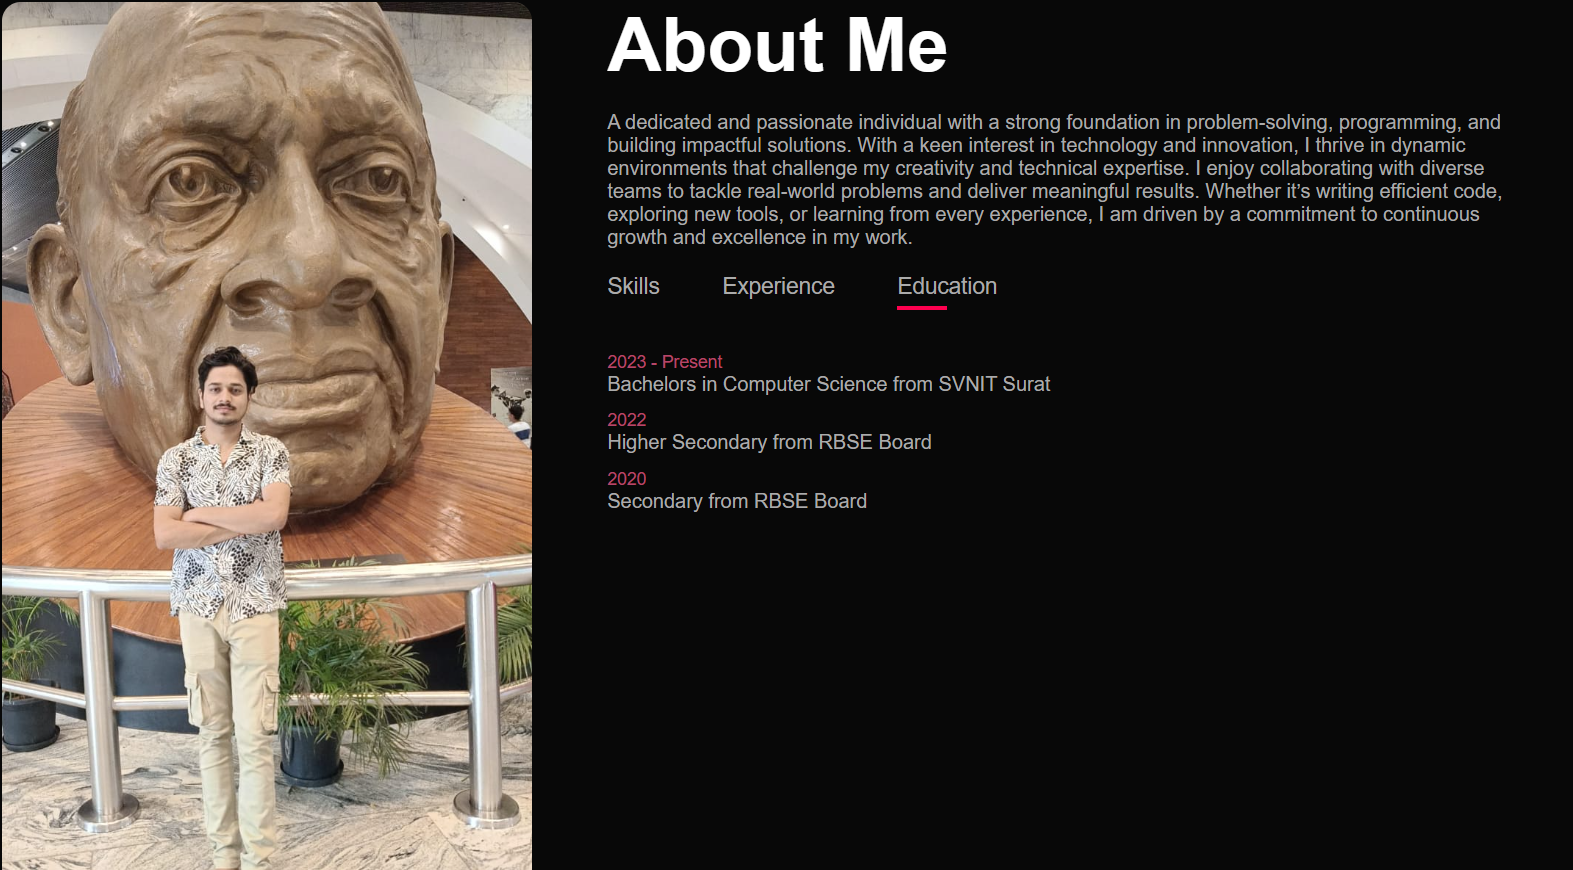 About Me
A dedicated and passionate individual with a strong foundation in problem-solving, programming, and
building impactful solutions. With a keen interest in technology and innovation, I thrive in dynamic
environments that challenge my creativity and technical expertise. I enjoy collaborating with diverse
teams to tackle real-world problems and deliver meaningful results. Whether it’s writing efficient code,
exploring new tools, or learning from every experience, I am driven by a commitment to continuous
growth and excellence in my work.
Skills Experience Education
2023 - Present
Bachelors in Computer Science from SVNIT Surat
2022
Higher Secondary from RBSE Board
2020
Secondary from RBSE Board